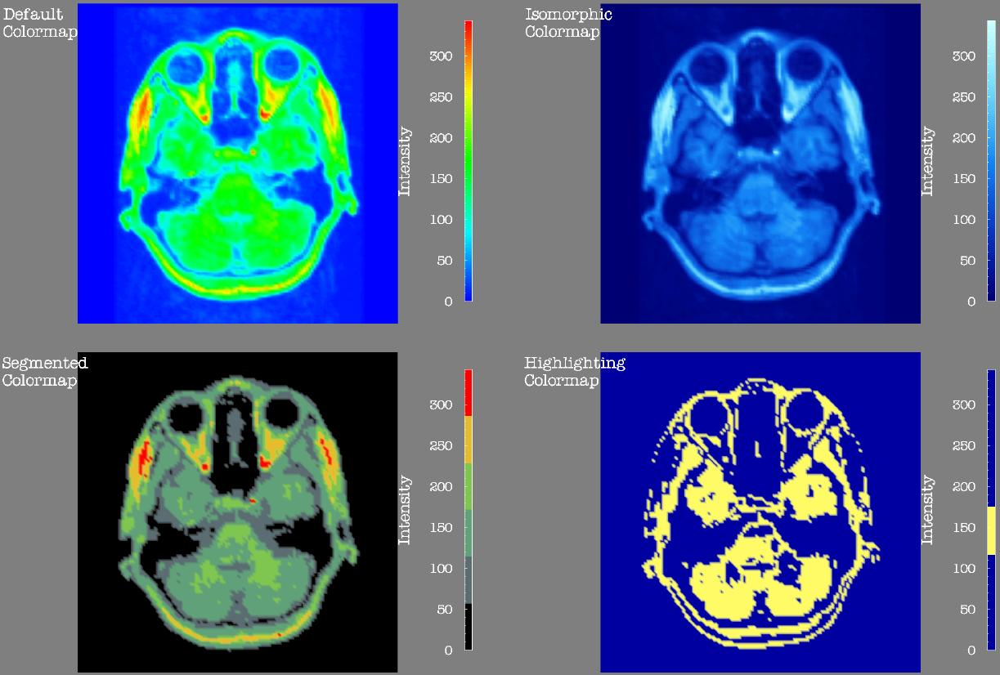 Default
Colormap
300
250
200
150
100
50
0
Intensity
Isomorphic
Colormap
300
250
200
150
100
50
0
Intensity
Segmented
Colormap
300
250
200
150
100
50
0
Intensity
Highlighting
Colormap
300
250
200
150
100
50
0
Intensity